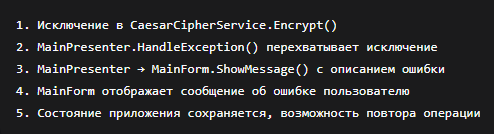 1. Исключение в CaesarCipherService.Encrypt()
2. MainPresenter.HandleException() перехватывает исключение
3. MainPresenter → MainForm.ShowMessage() с описанием ошибки
4. MainForm отображает сообщение об ошибке пользователю
5. Состояние приложения сохраняется, возможность повтора операции